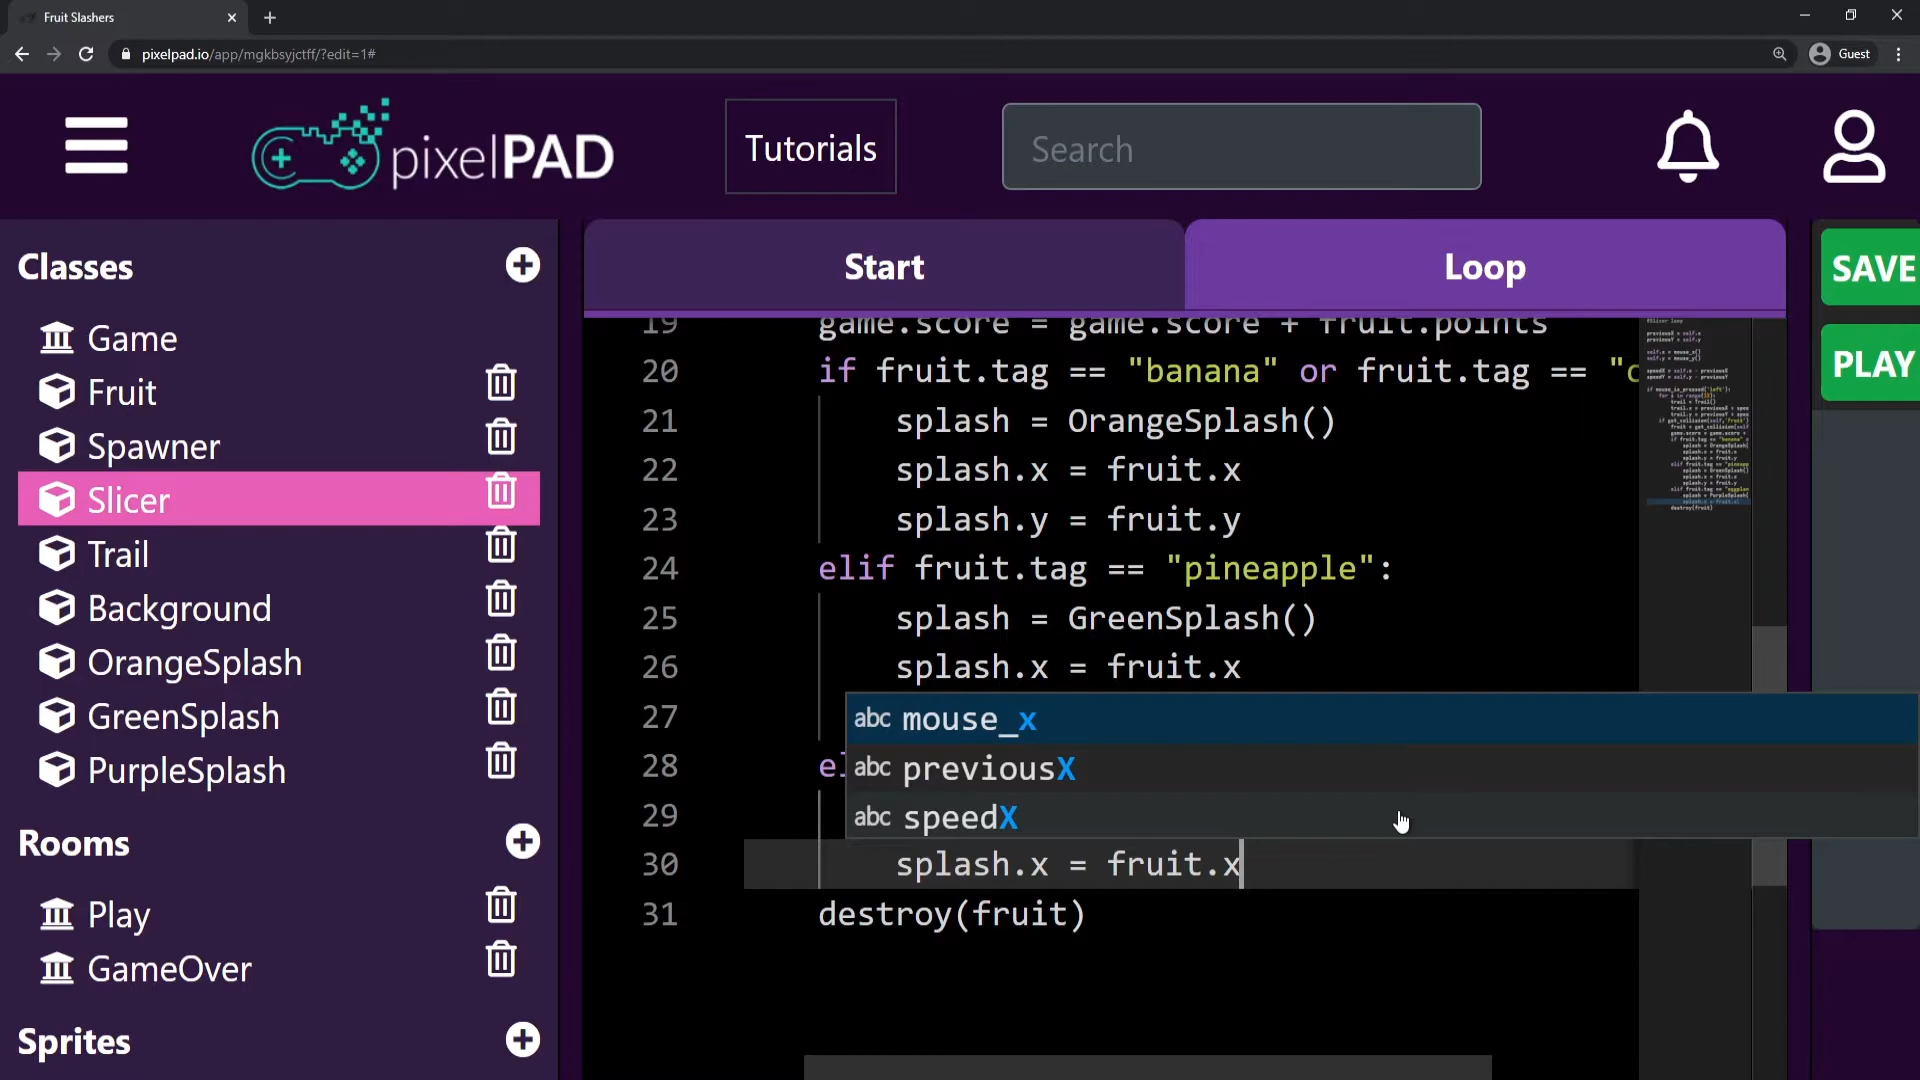 Fruit Slashers
pixelpad.io/app/mgkbsyjctff/?edit=1#
Guest
pixelPAD
Tutorials
Search
Classes
Game
Fruit
Spawner
Slicer
Trail
Background
OrangeSplash
GreenSplash
PurpleSplash
Rooms
Play
GameOver
Sprites
Start
Loop
SAVE
PLAY
19 game.score = game.score + fruit.points
20 if fruit.tag == "banana" or fruit.tag == "c
21 splash = OrangeSplash()
22 splash.x = fruit.x
23 splash.y = fruit.y
24 elif fruit.tag == "pineapple":
25 splash = GreenSplash()
26 splash.x = fruit.x
27
28 el
29
30 splash.x = fruit.x
31 destroy(fruit)
abc mouse_x
abc previousX
abc speedX